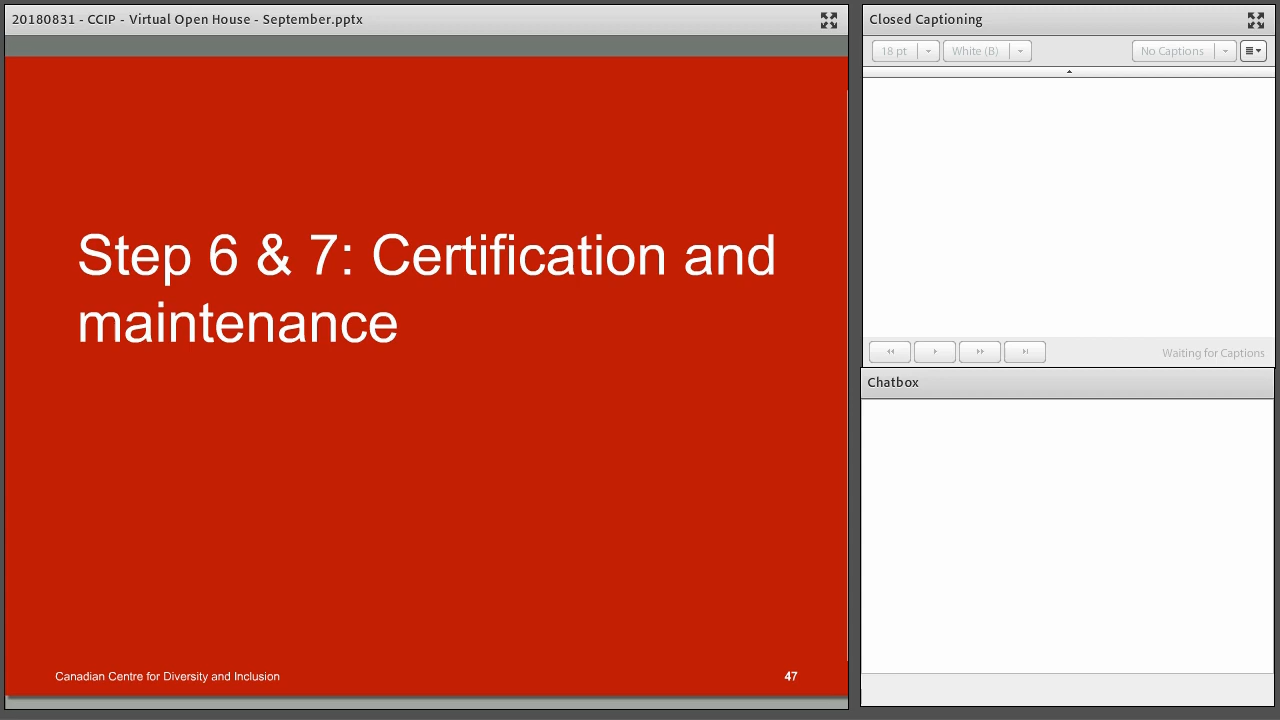 20180831 - CCIP - Virtual Open House - September.pptx
Step 6 & 7: Certification and
maintenance
Canadian Centre for Diversity and Inclusion
47
Closed Captioning
18 pt
White (B)
No Captions
Waiting for Captions
Chatbox